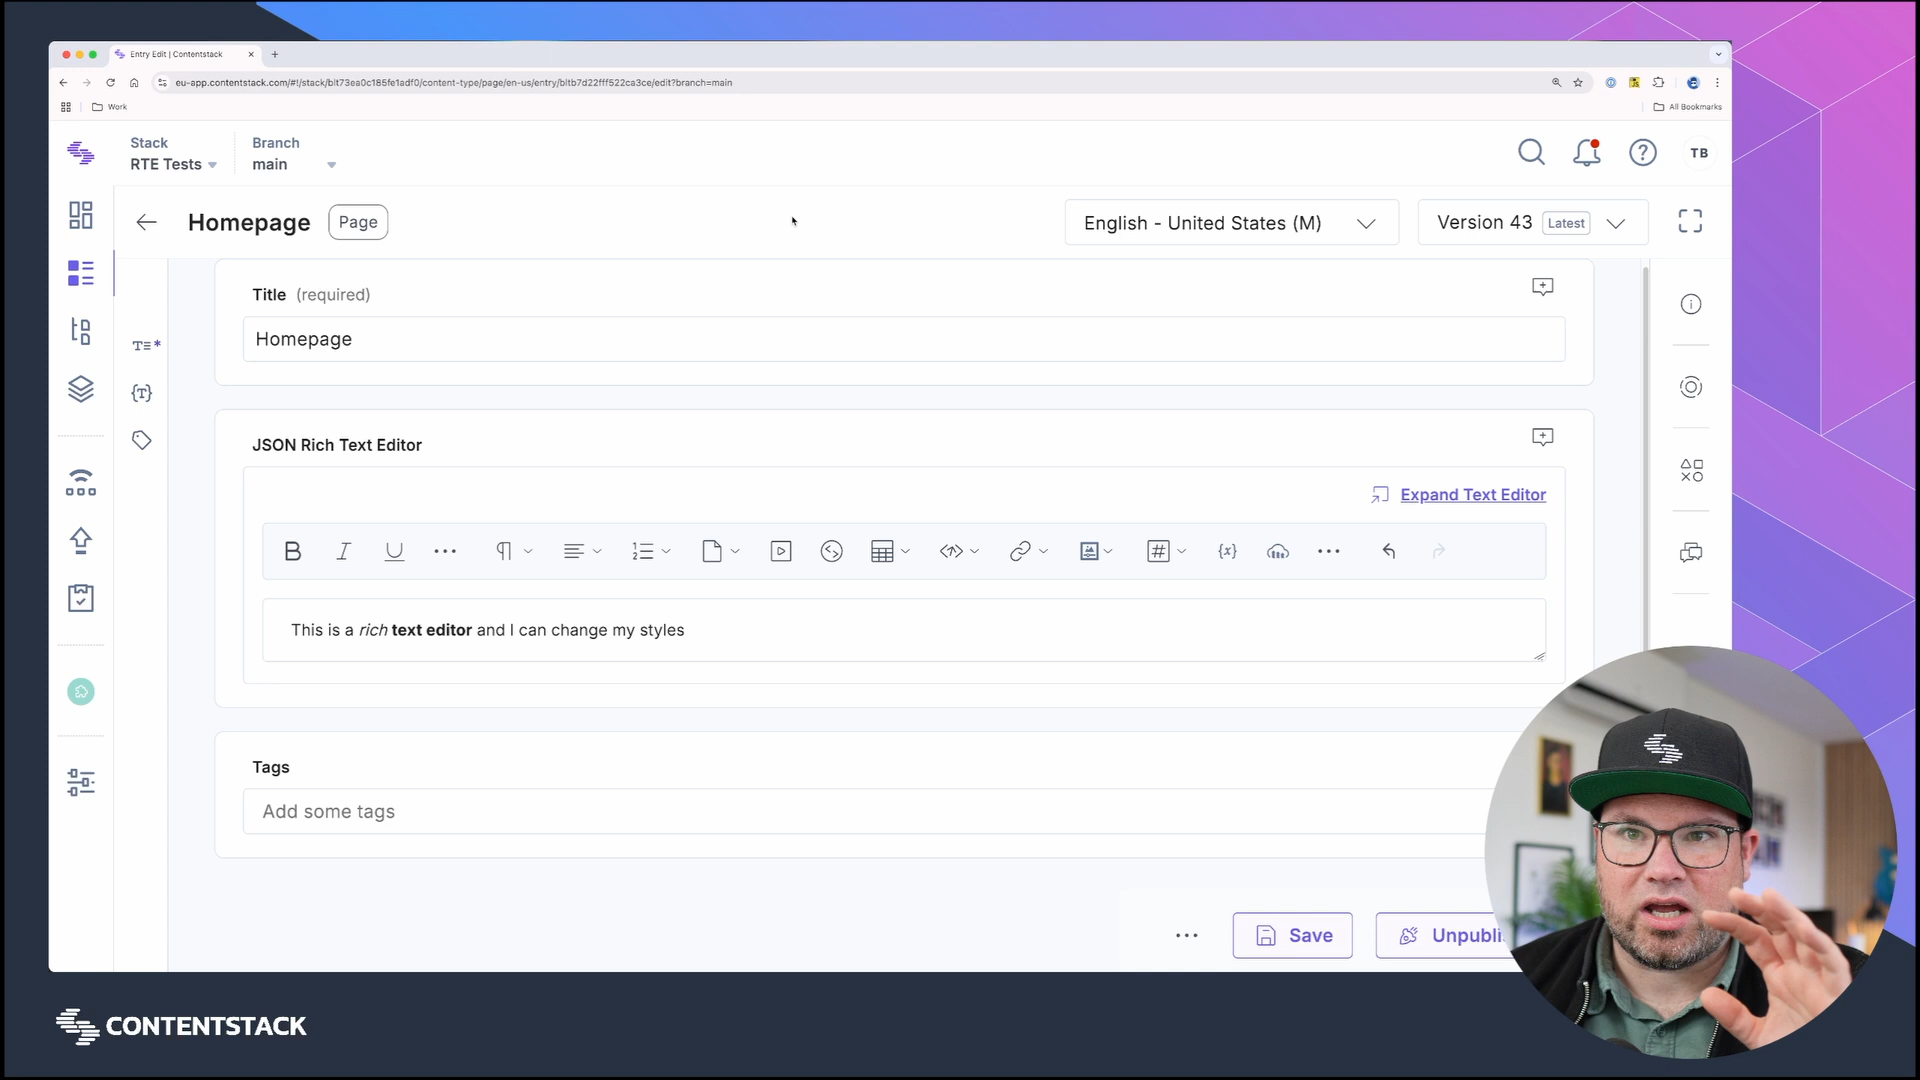 Entry Edit | Contentstack
eu-app.contentstack.com/#!/stack/blt73ea0c185fe1adf0/content-type/page/en-us/entry/bltb7d22fff522ca3ce/edit?branch=main
Work
All Bookmarks
Stack
RTE Tests
Branch
main
TB
Homepage
Page
English - United States (M)
Version 43
Latest
Title (required)
Homepage
JSON Rich Text Editor
Expand Text Editor
This is a rich text editor and I can change my styles
Tags
Add some tags
Save
Unpubli
CONTENTSTACK